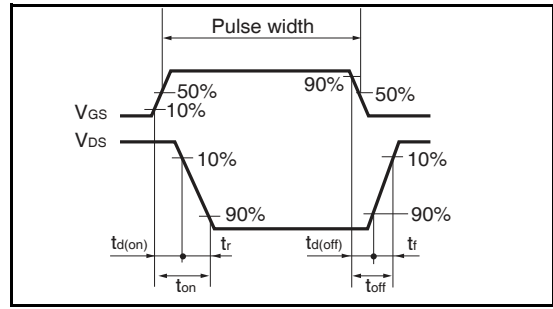 Pulse width
90%
50%
50%
10%
VGS
VDS
10%
10%
90%
90%
td(on)
tr
td(off)
tf
ton
toff